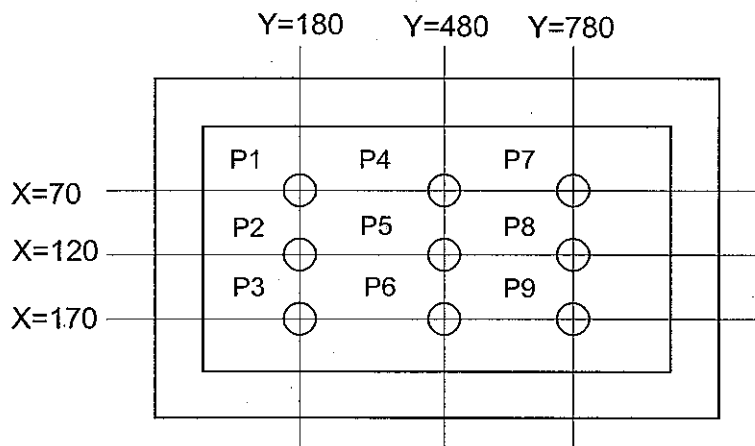 Y=180 Y=480 Y=780
P1 P4 P7
X=70
P2 P5 P8
X=120
P3 P6 P9
X=170